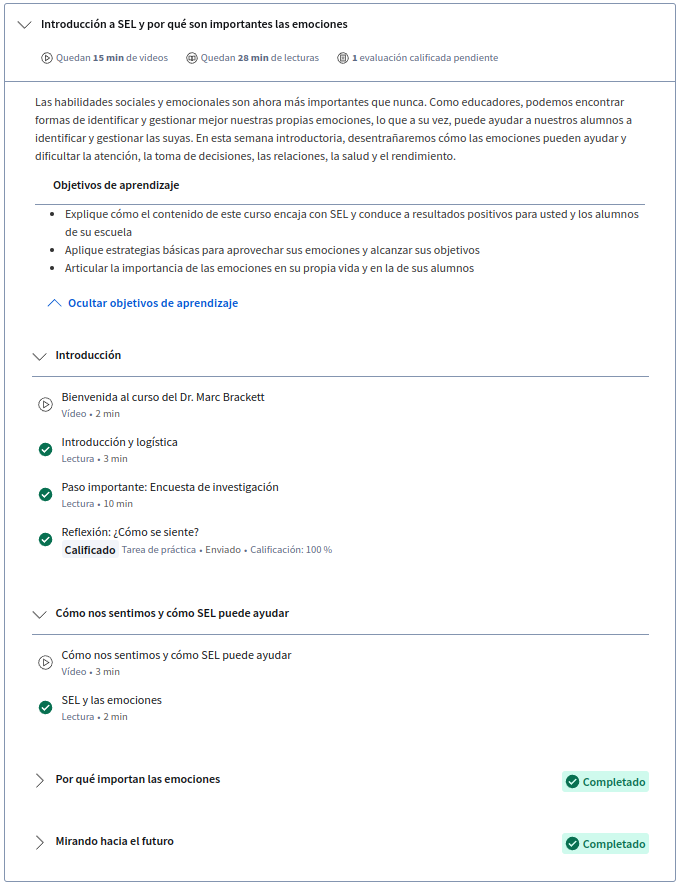 Introducción a SEL y por qué son importantes las emociones
Quedan 15 min de videos Quedan 28 min de lecturas 1 evaluación calificada pendiente
Las habilidades sociales y emocionales son ahora más importantes que nunca. Como educadores, podemos encontrar
formas de identificar y gestionar mejor nuestras propias emociones, lo que a su vez, puede ayudar a nuestros alumnos a
identificar y gestionar las suyas. En esta semana introductoria, desentrañaremos cómo las emociones pueden ayudar y
dificultar la atención, la toma de decisiones, las relaciones, la salud y el rendimiento.
Objetivos de aprendizaje
• Explique cómo el contenido de este curso encaja con SEL y conduce a resultados positivos para usted y los alumnos
de su escuela
• Aplique estrategias básicas para aprovechar sus emociones y alcanzar sus objetivos
• Articular la importancia de las emociones en su propia vida y en la de sus alumnos
Ocultar objetivos de aprendizaje
Introducción
Bienvenida al curso del Dr. Marc Brackett
Vídeo • 2 min
Introducción y logística
Lectura • 3 min
Paso importante: Encuesta de investigación
Lectura • 10 min
Reflexión: ¿Cómo se siente?
Calificado Tarea de práctica • Enviado • Calificación: 100 %
Cómo nos sentimos y cómo SEL puede ayudar
Cómo nos sentimos y cómo SEL puede ayudar
Vídeo • 3 min
SEL y las emociones
Lectura • 2 min
Por qué importan las emociones Completado
Mirando hacia el futuro Completado